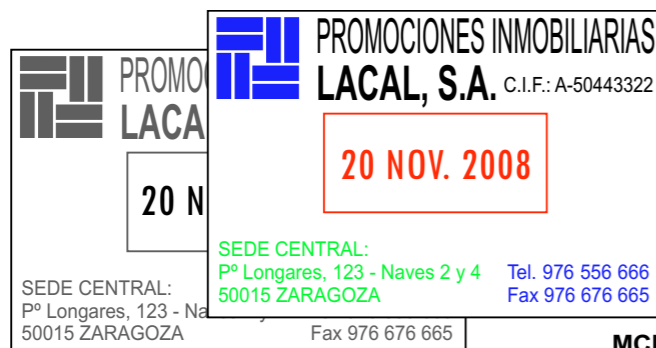 PROMOCIONES INMOBILIARIAS
LACAL, S.A. C.I.F.: A-50443322
20 NOV. 2008
SEDE CENTRAL:
Pº Longares, 123 - Naves 2 y 4 Tel. 976 556 666
50015 ZARAGOZA Fax 976 676 665
PROMO
LACA
20 N
SEDE CENTRAL:
Pº Longares, 123 - Na
50015 ZARAGOZA Fax 976 676 665